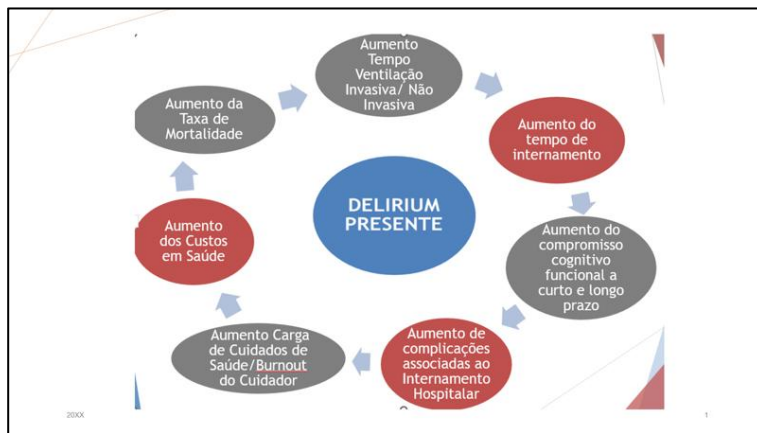 Aumento
Tempo
Ventilação
Invasiva/ Não
Invasiva
Aumento do
tempo de
internamento
Aumento do
compromisso
cognitivo
funcional a
curto e longo
prazo
Aumento de
complicações
associadas ao
Internamento
Hospitalar
Aumento Carga
de Cuidados de
Saúde/Burnout
do Cuidador
Aumento
dos Custos
em Saúde
Aumento da
Taxa de
Mortalidade
DELIRIUM
PRESENTE
20XX
1